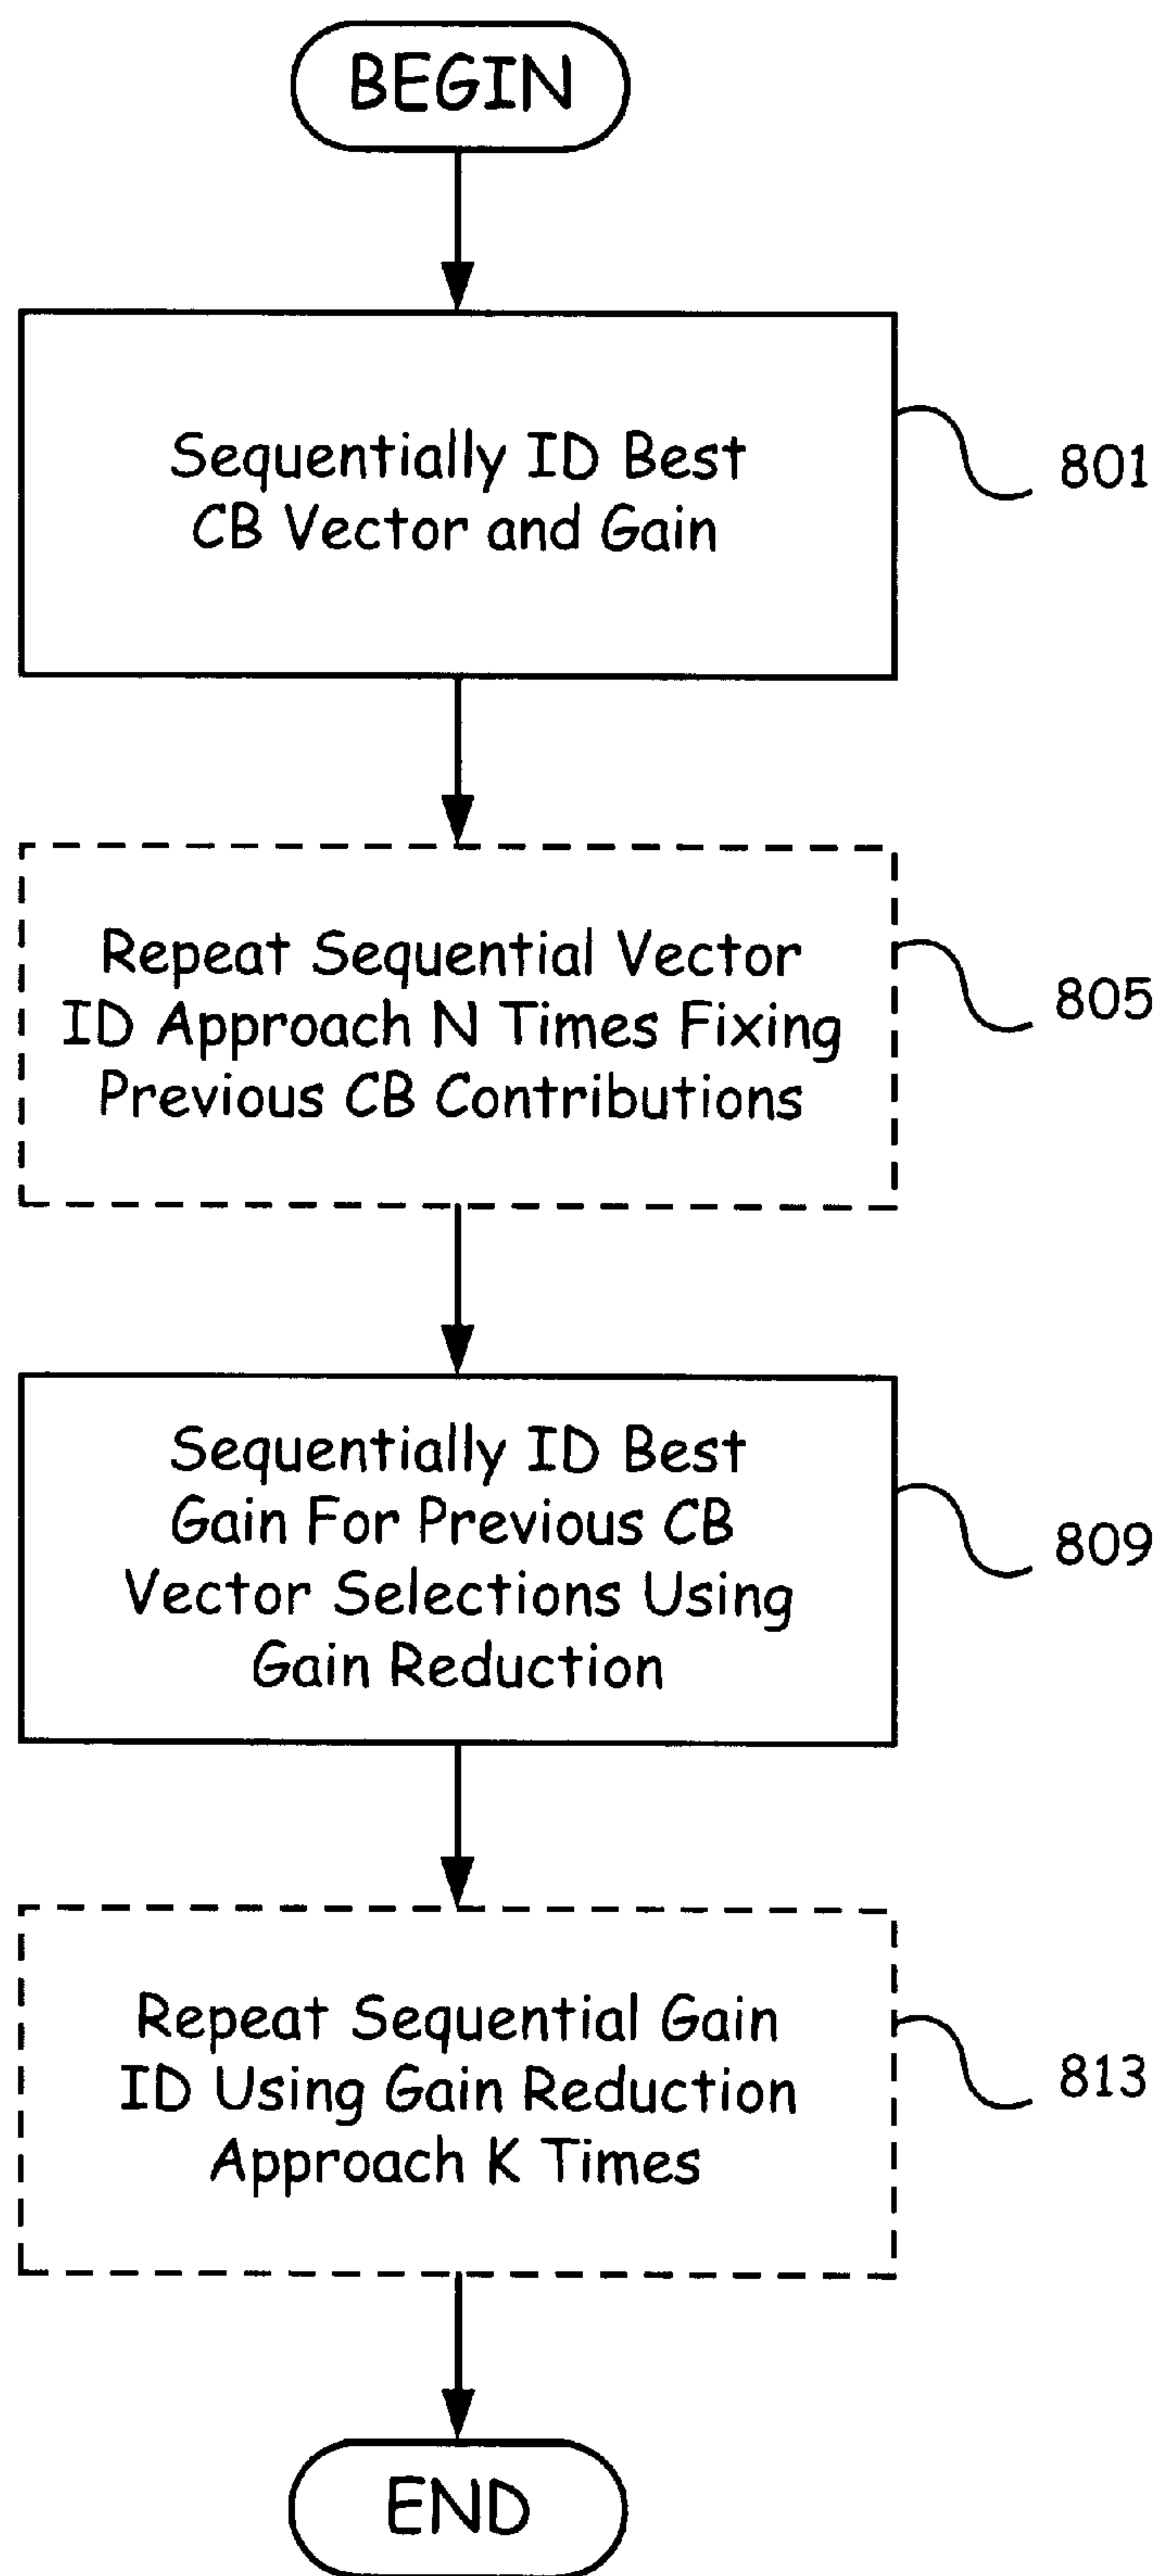 BEGIN
Sequentially ID Best
CB Vector and Gain
801
Repeat Sequential Vector
ID Approach N Times Fixing
Previous CB Contributions
805
Sequentially ID Best
Gain For Previous CB
Vector Selections Using
Gain Reduction
809
Repeat Sequential Gain
ID Using Gain Reduction
Approach K Times
813
END